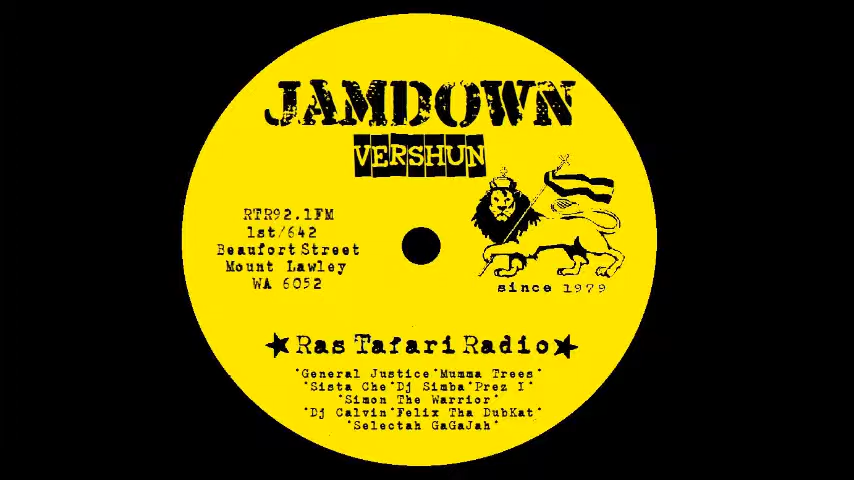 JAMDOWN
VERSHUN
RTR92.1FM
1st/642
Beaufort Street
Mount Lawley
WA 6052
since 1979
★Ras Tafari Radio★
*General Justice*Mumma Trees*
*Sista Che*Dj Simba*Prez I*
*Simon The Warrior*
*Dj Calvin*Felix Tha DubKat*
*Selectah GaGaJah*